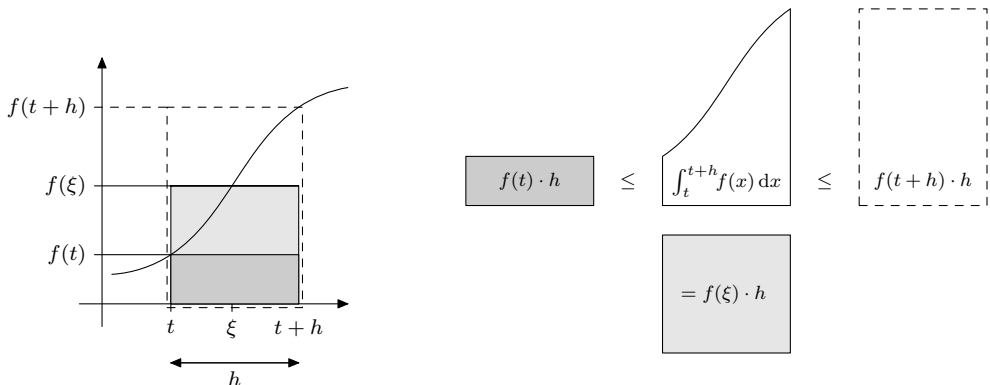 f(t + h)
f(ξ)
f(t)
t ξ t + h
h
f(t) · h ≤ ∫_t^{t+h} f(x) dx ≤ f(t + h) · h
= f(ξ) · h